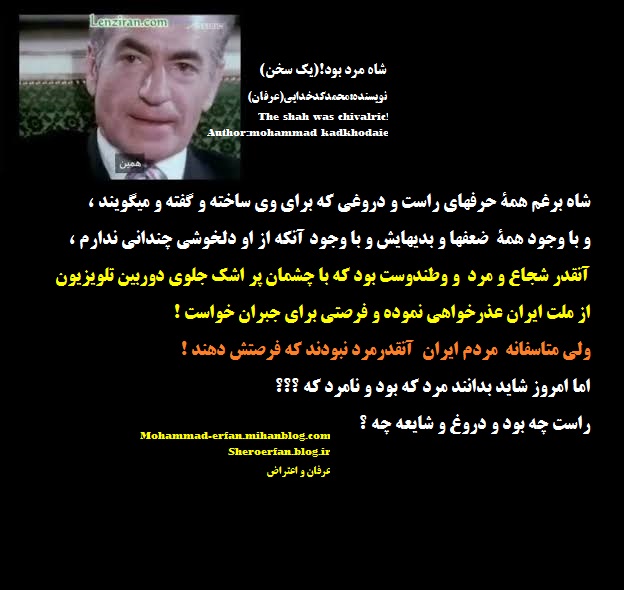 Lenziran.com
همین
شاه مرد بود!(یک سخن)
نویسنده:محمدکدخدایی(عرفان)
The shah was chivalric!
Author:mohammad kadkhodaie
شاه برغم همهٔ حرفهای راست و دروغی که برای وی ساخته و گفته و میگویند ،
و با وجود همهٔ ضعفها و بدیهایش و با وجود آنکه از او دلخوشی چندانی ندارم ،
آنقدر شجاع و مرد و وطندوست بود که با چشمان پر اشک جلوی دوربین تلویزیون
از ملت ایران عذرخواهی نموده و فرصتی برای جبران خواست !
ولی متاسفانه مردم ایران آنقدرمرد نبودند که فرصتش دهند !
اما امروز شاید بدانند مرد که بود و نامرد که ؟؟؟
راست چه بود و دروغ و شایعه چه ؟
Mohammad-erfan.mihanblog.com
Sheroerfan.blog.ir
عرفان و اعتراض